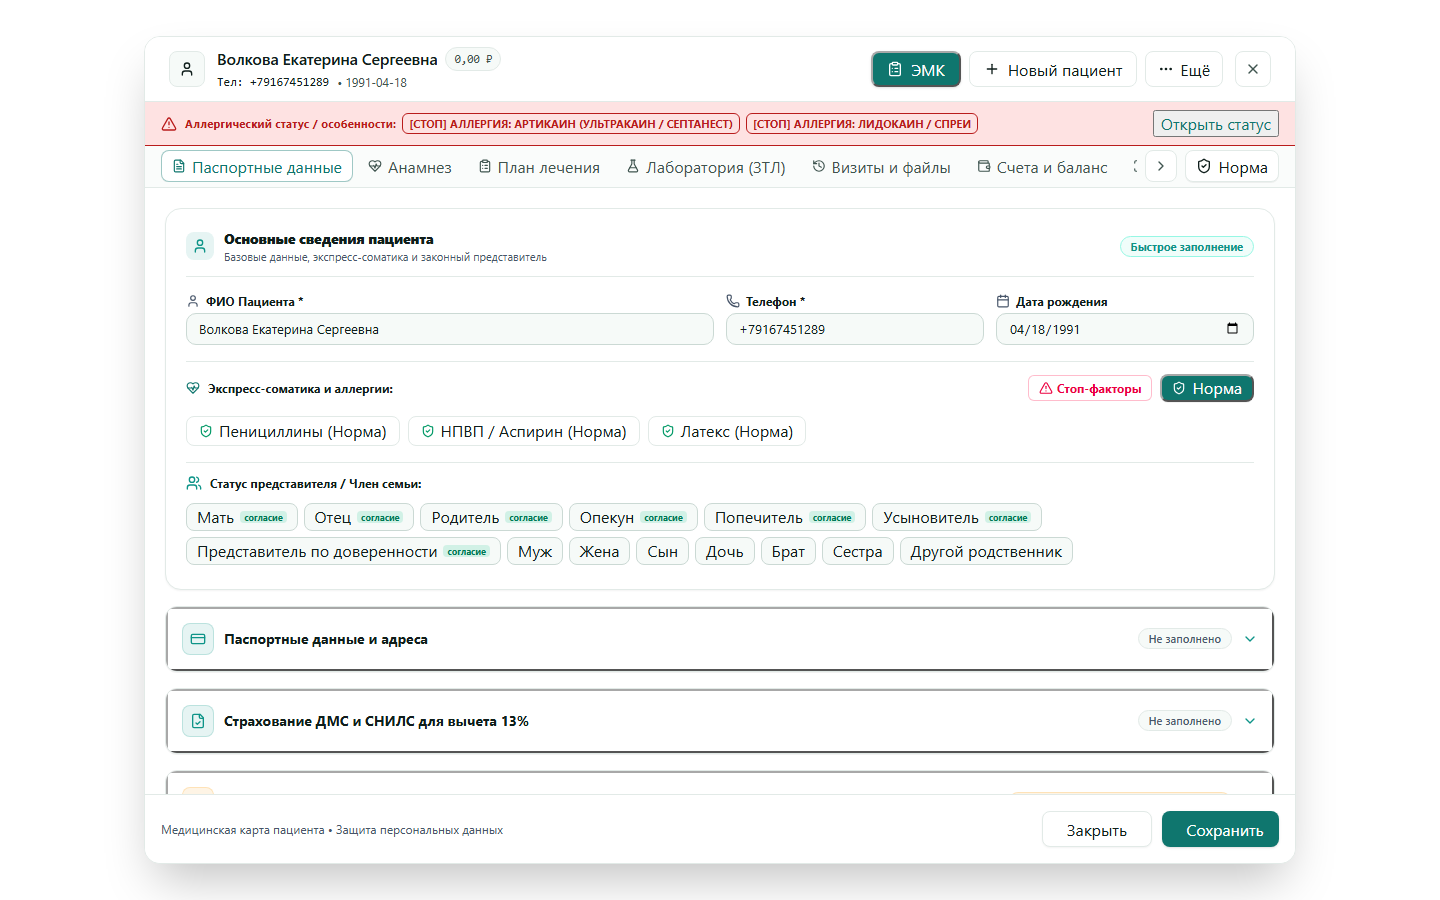 Волкова Екатерина Сергеевна 0,00 ₽
Тел: +79167451289 • 1991-04-18
ЭМК
Новый пациент
Ещё
Аллергический статус / особенности: [СТОП] АЛЛЕРГИЯ: АРТИКАИН (УЛЬТРАКАИН / СЕПТАНЕСТ) [СТОП] АЛЛЕРГИЯ: ЛИДОКАИН / СПРЕЙ
Открыть статус
Паспортные данные Анамнез План лечения Лаборатория (ЗТЛ) Визиты и файлы Счета и баланс Норма
Основные сведения пациента
Базовые данные, экспресс-соматика и законный представитель
Быстрое заполнение
ФИО Пациента * Телефон * Дата рождения
Волкова Екатерина Сергеевна +79167451289 04/18/1991
Экспресс-соматика и аллергии: Стоп-факторы Норма
Пенициллины (Норма) НПВП / Аспирин (Норма) Латекс (Норма)
Статус представителя / Член семьи:
Мать согласие Отец согласие Родитель согласие Опекун согласие Попечитель согласие Усыновитель согласие
Представитель по доверенности согласие Муж Жена Сын Дочь Брат Сестра Другой родственник
Паспортные данные и адреса Не заполнено
Страхование ДМС и СНИЛС для вычета 13% Не заполнено
Медицинская карта пациента • Защита персональных данных
Закрыть Сохранить